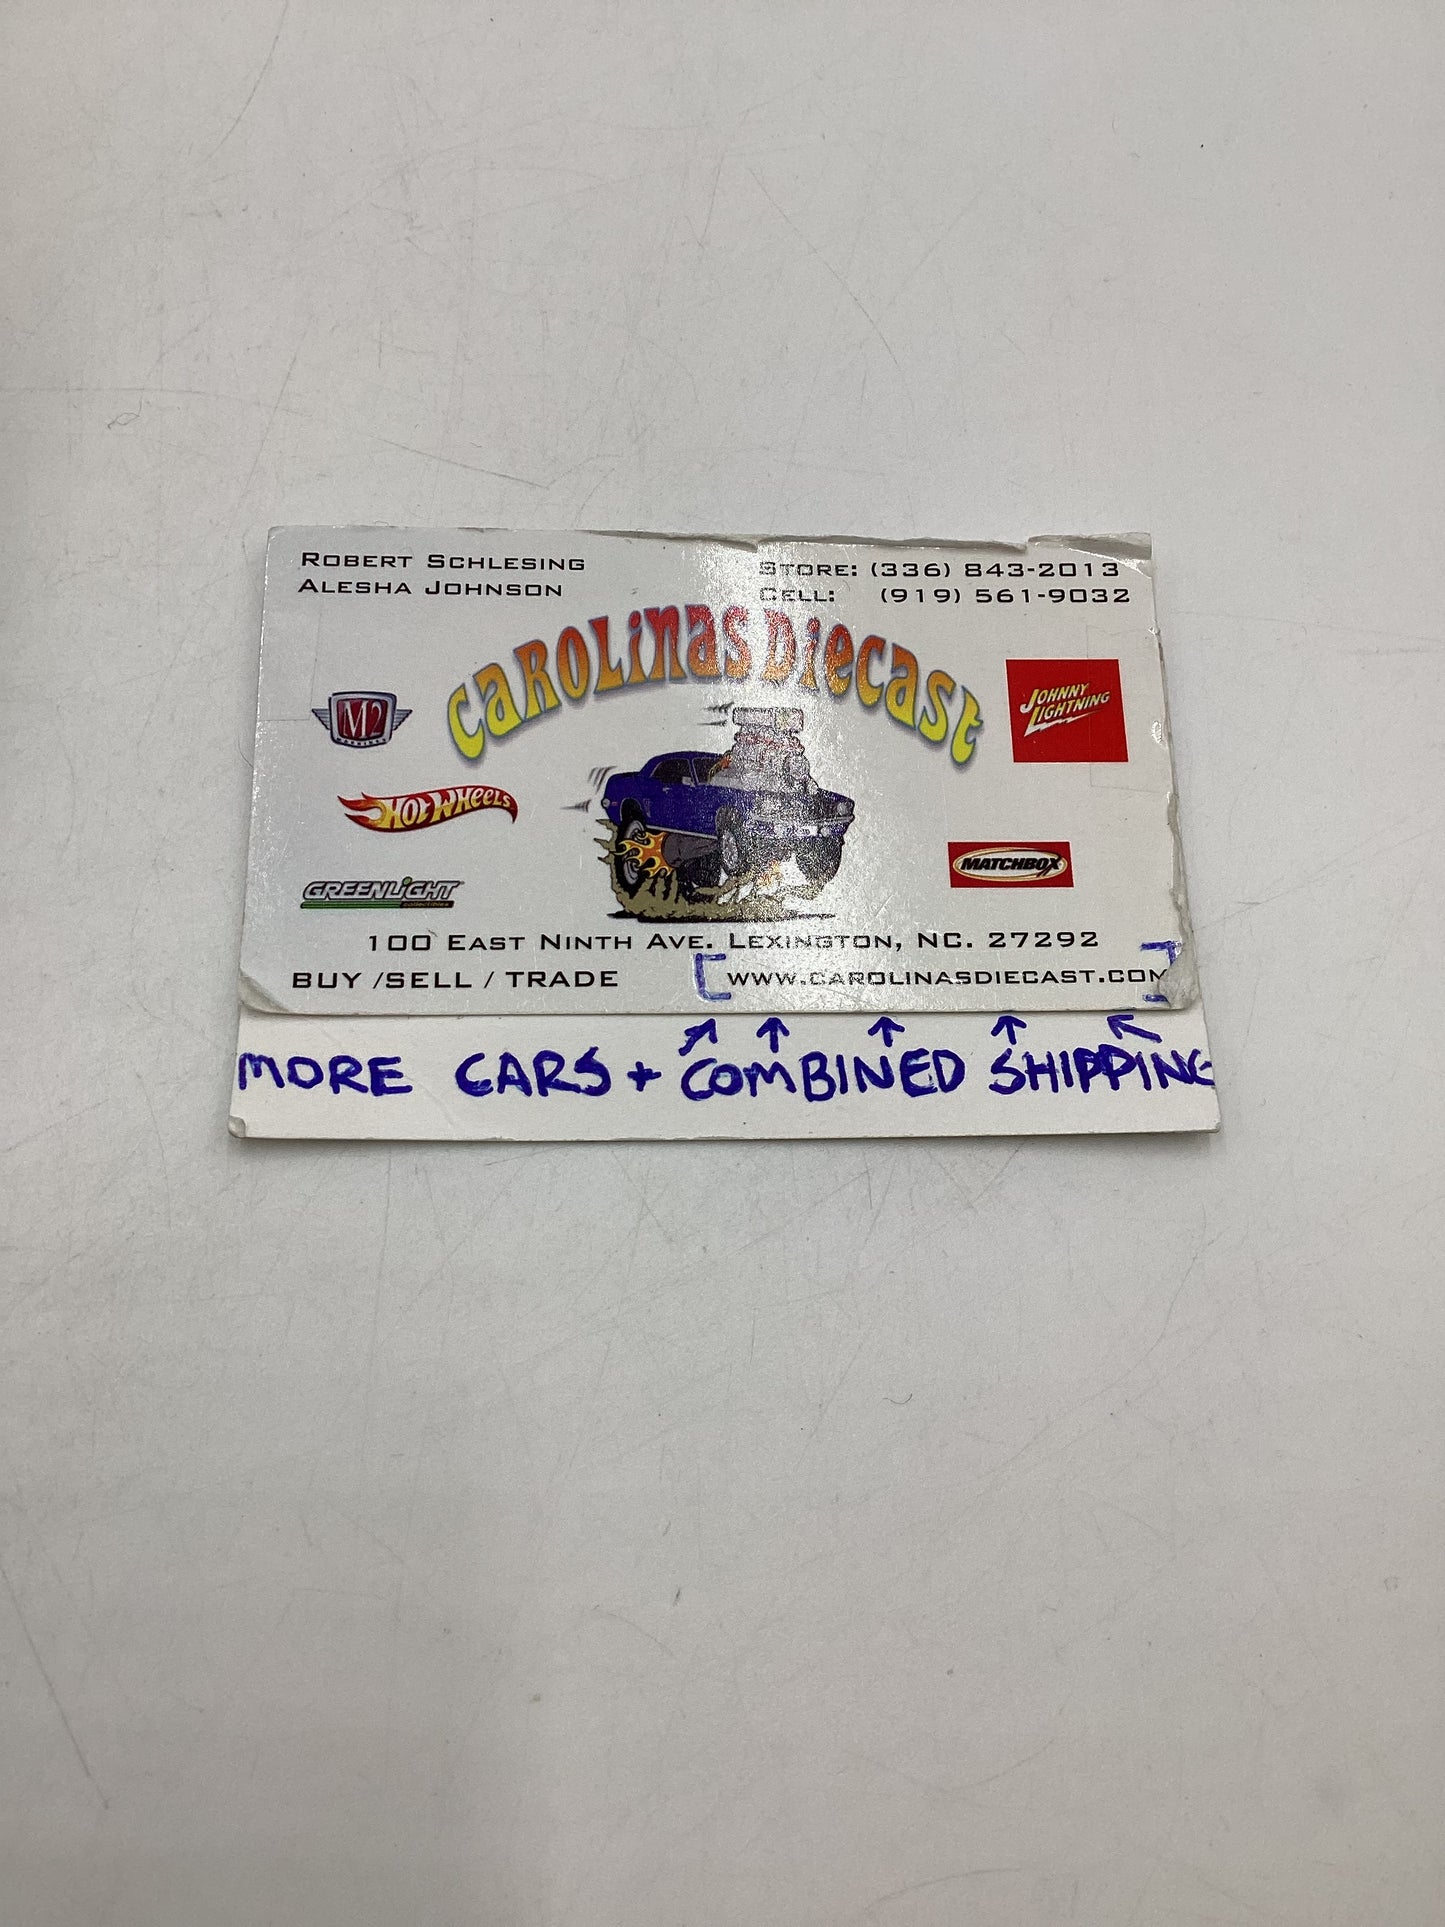 ROBERT SCHLESING
ALESHA JOHNSON
STORE: (336) 843-2013
CELL: (919) 561-9032
CAROLINAS DIECAST
M2
MACHINES
JOHNNY
LIGHTNING
HOT WHEELS
MATCHBOX
GREENLIGHT
collectibles
100 EAST NINTH AVE. LEXINGTON, NC. 27292
BUY /SELL / TRADE
WWW.CAROLINASDIECAST.COM
MORE CARS + COMBINED SHIPPING